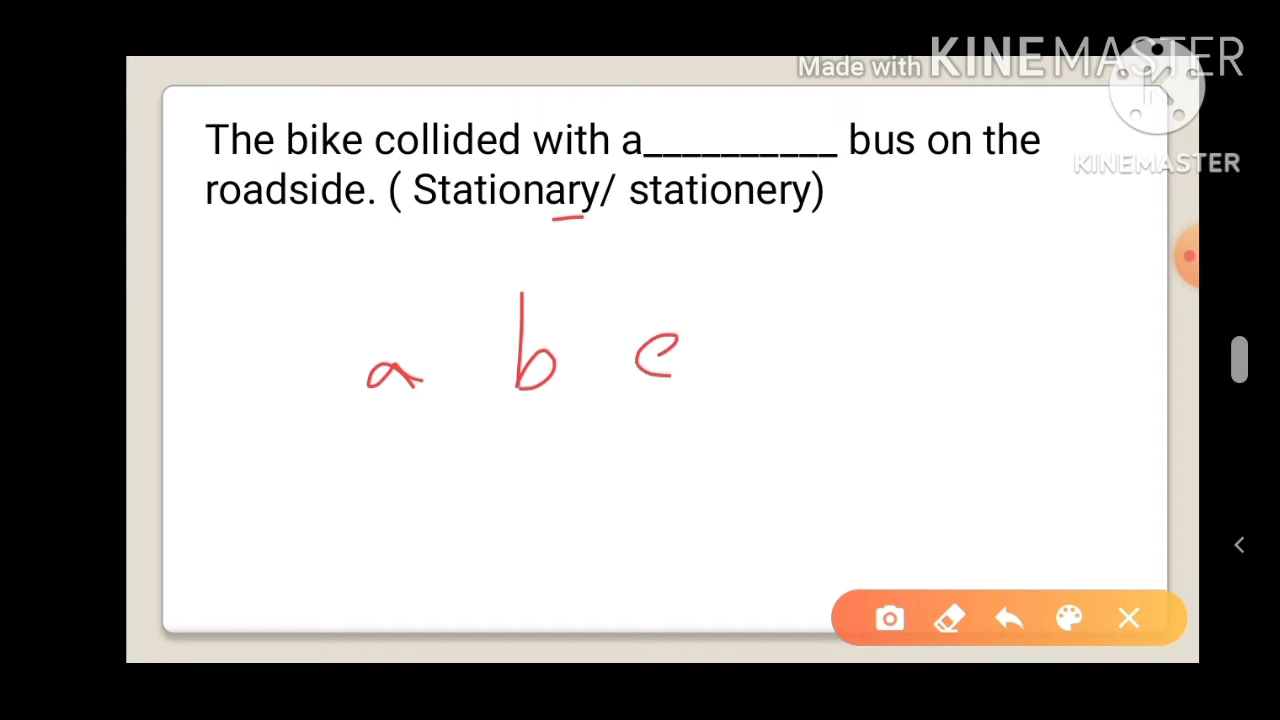 Made with KINEMASTER
KINEMASTER
The bike collided with a__________ bus on the
roadside. ( Stationary/ stationery)
a b e